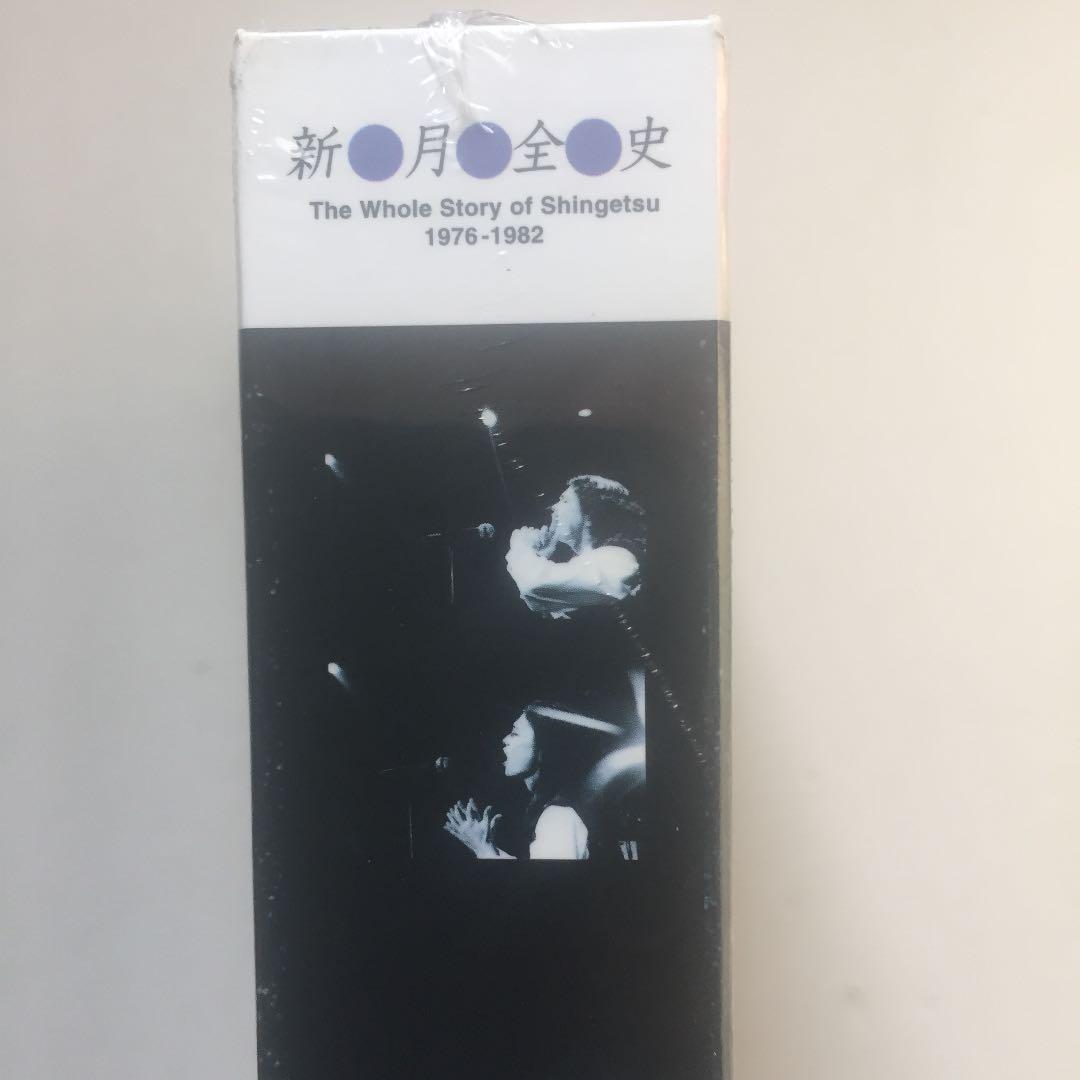 新●月●全●史
The Whole Story of Shingetsu
1976-1982